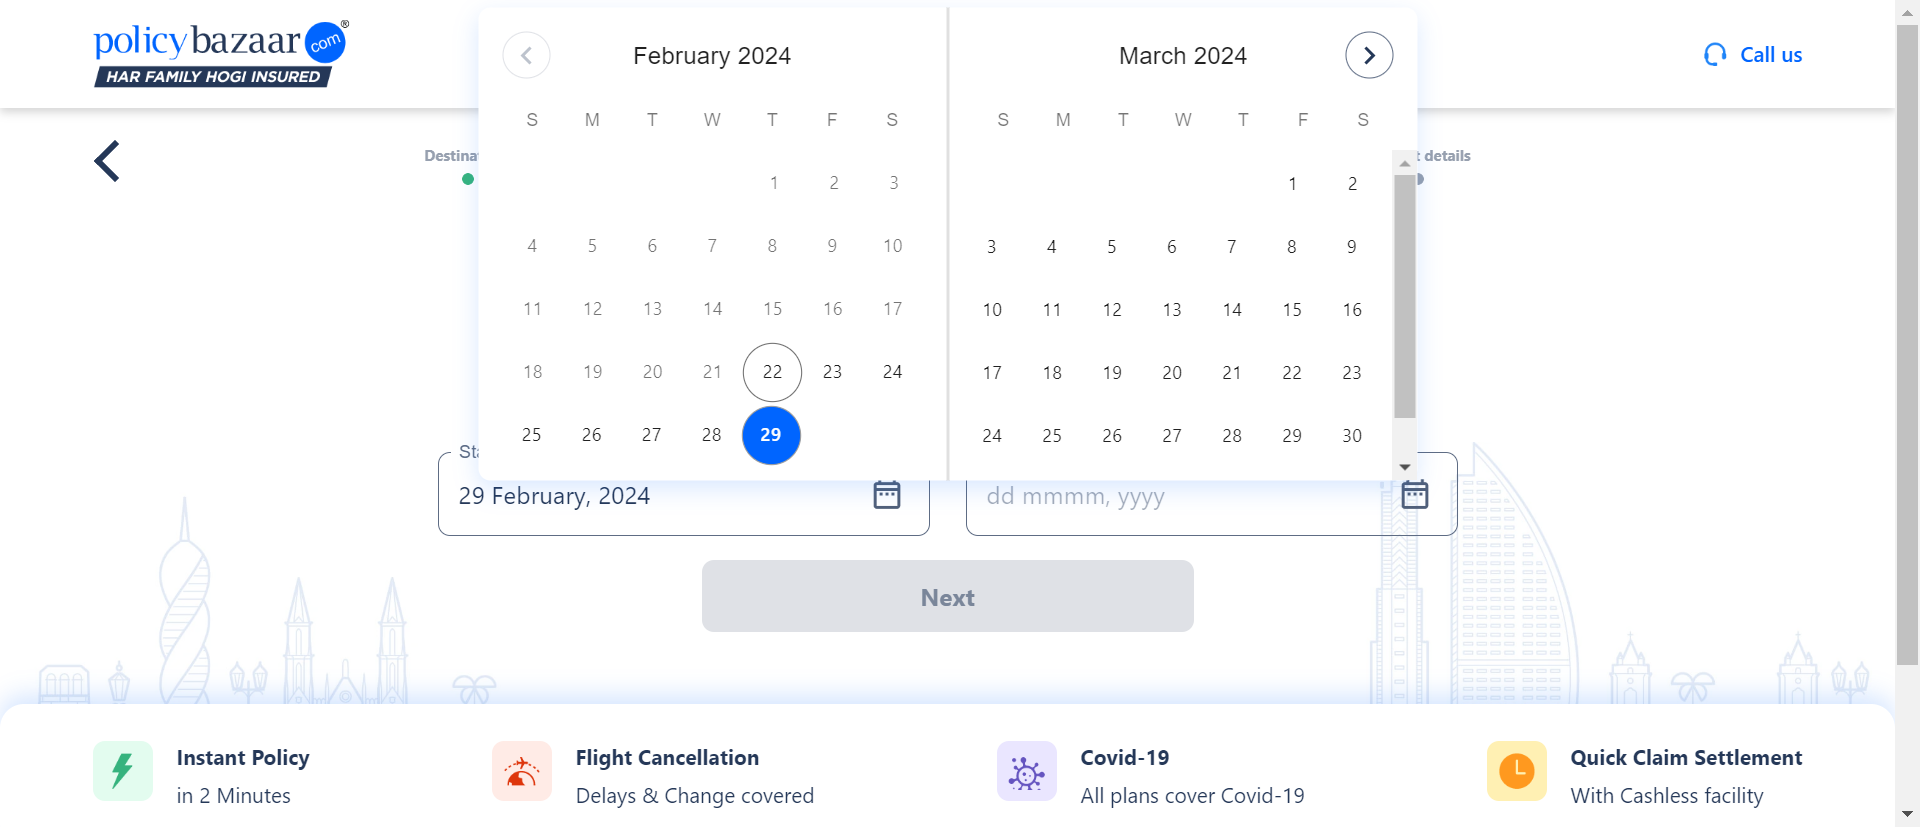 policybazaar com ®
HAR FAMILY HOGI INSURED
Call us
February 2024
S M T W T F S
1 2 3
4 5 6 7 8 9 10
11 12 13 14 15 16 17
18 19 20 21 22 23 24
25 26 27 28 29
March 2024
S M T W T F S
1 2
3 4 5 6 7 8 9
10 11 12 13 14 15 16
17 18 19 20 21 22 23
24 25 26 27 28 29 30
details
29 February, 2024
dd mmmm, yyyy
Next
Instant Policy
in 2 Minutes
Flight Cancellation
Delays & Change covered
Covid-19
All plans cover Covid-19
Quick Claim Settlement
With Cashless facility